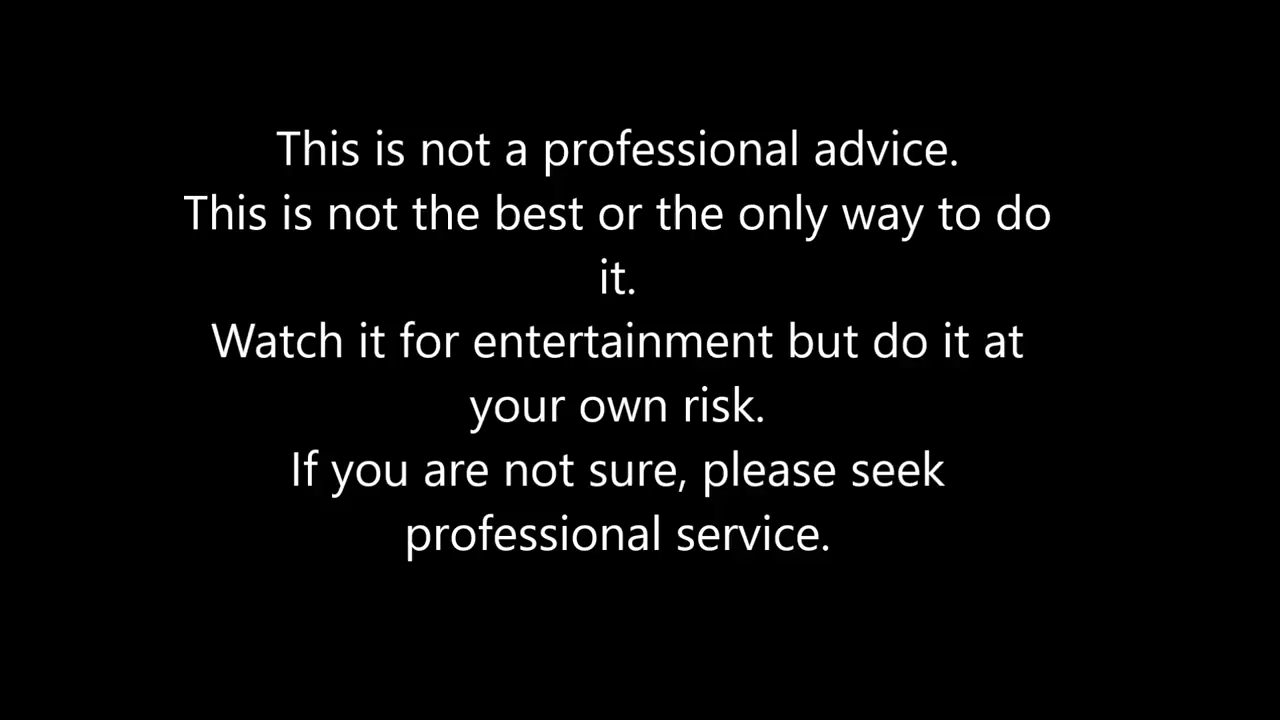 This is not a professional advice.
This is not the best or the only way to do
it.
Watch it for entertainment but do it at
your own risk.
If you are not sure, please seek
professional service.